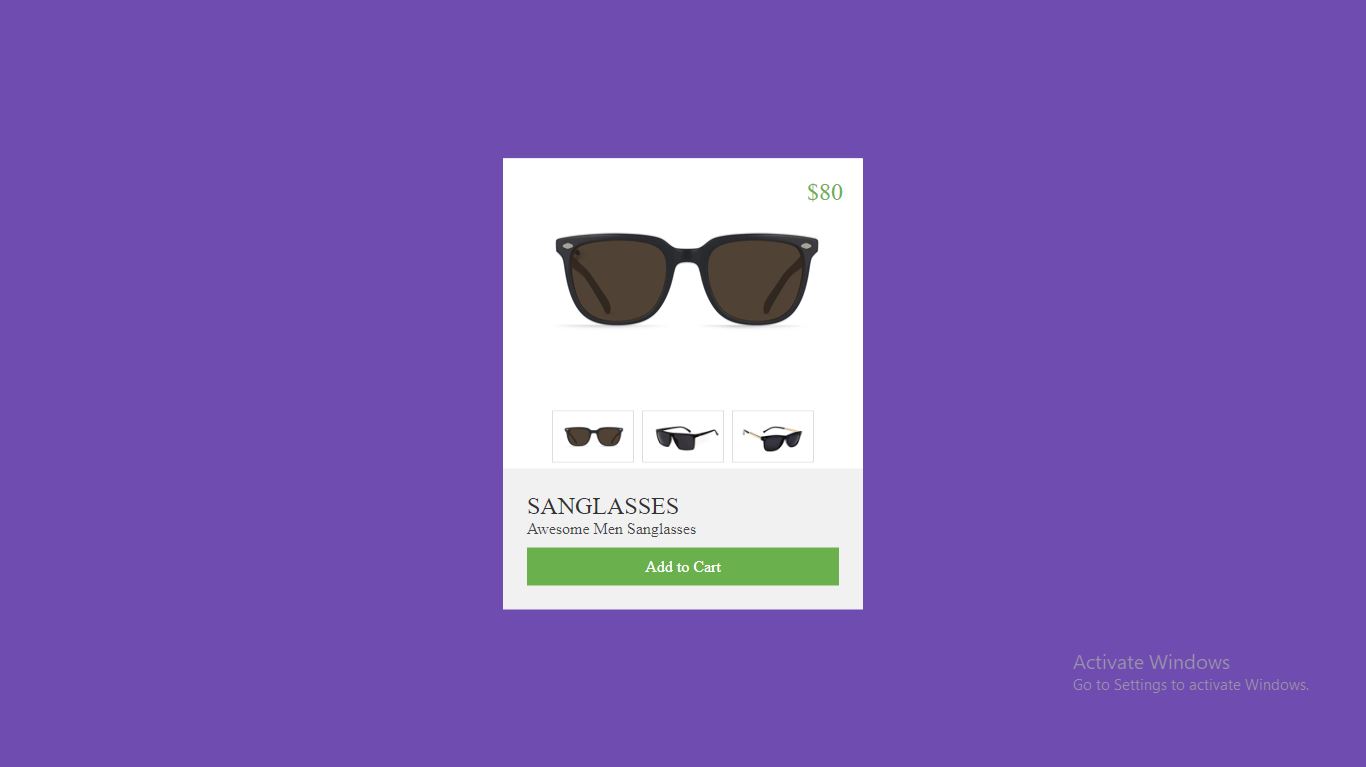 $80
SANGLASSES
Awesome Men Sanglasses
Add to Cart
Activate Windows
Go to Settings to activate Windows.